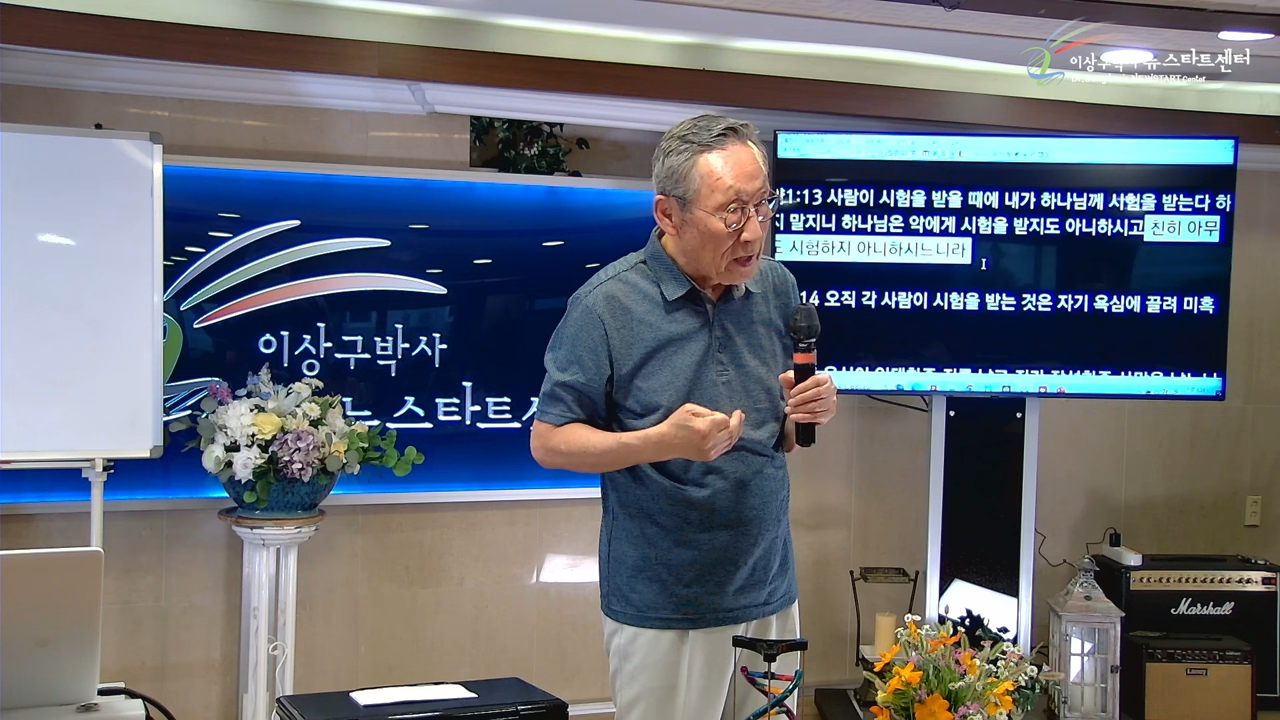 이상구박사 뉴스타트센터
NEWSTART Center
1:13 사람이 시험을 받을 때에 내가 하나님께 서험을 받는다 하
지 말지니 하나님은 악에게 시험을 받지도 아니하시고 친히 아무
도 시험하지 아니하시느니라
14 오직 각 사람이 시험을 받는 것은 자기 욕심에 끌려 미혹
이상구박사
뉴스타트
Marshall
Laney